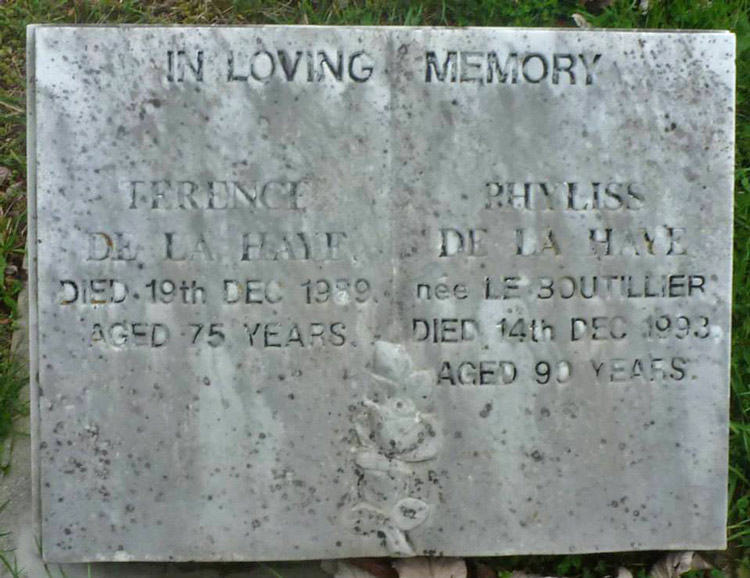 IN LOVING MEMORY
TERENCE
DE LA HAYE.
DIED 19th DEC 1989.
AGED 75 YEARS.
PHYLISS
DE LA HAYE
née LE BOUTILLIER
DIED 14th DEC 1993.
AGED 90 YEARS.